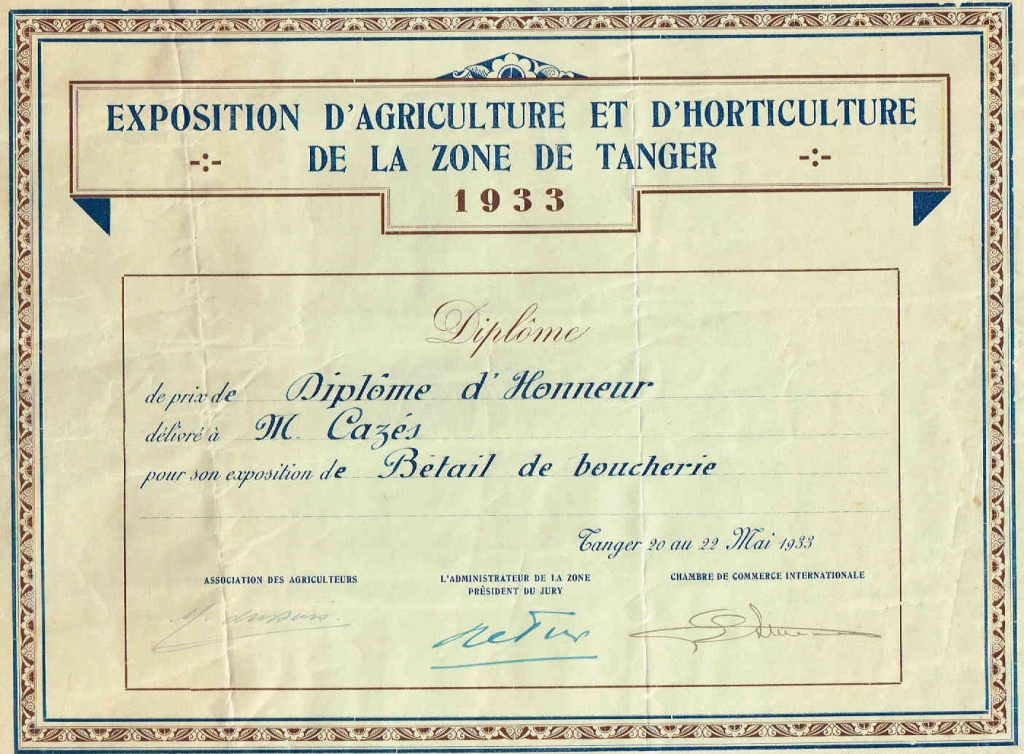 EXPOSITION D'AGRICULTURE ET D'HORTICULTURE
DE LA ZONE DE TANGER
1933
Diplôme
de prix de Diplôme d'Honneur
délivré à M. Cazés
pour son exposition de Bétail de boucherie
Tanger 20 au 22 Mai 1933
ASSOCIATION DES AGRICULTEURS
L'ADMINISTRATEUR DE LA ZONE
PRÉSIDENT DU JURY
CHAMBRE DE COMMERCE INTERNATIONALE